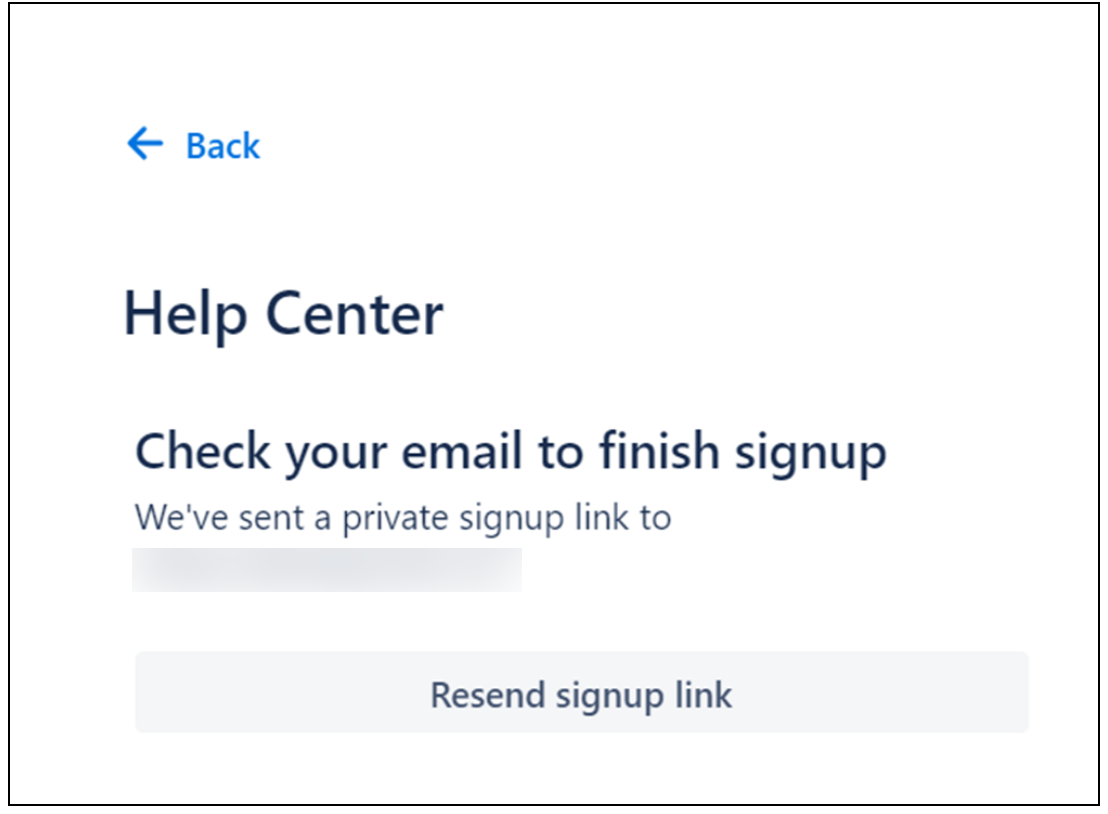 Back
Help Center
Check your email to finish signup
We've sent a private signup link to
Resend signup link